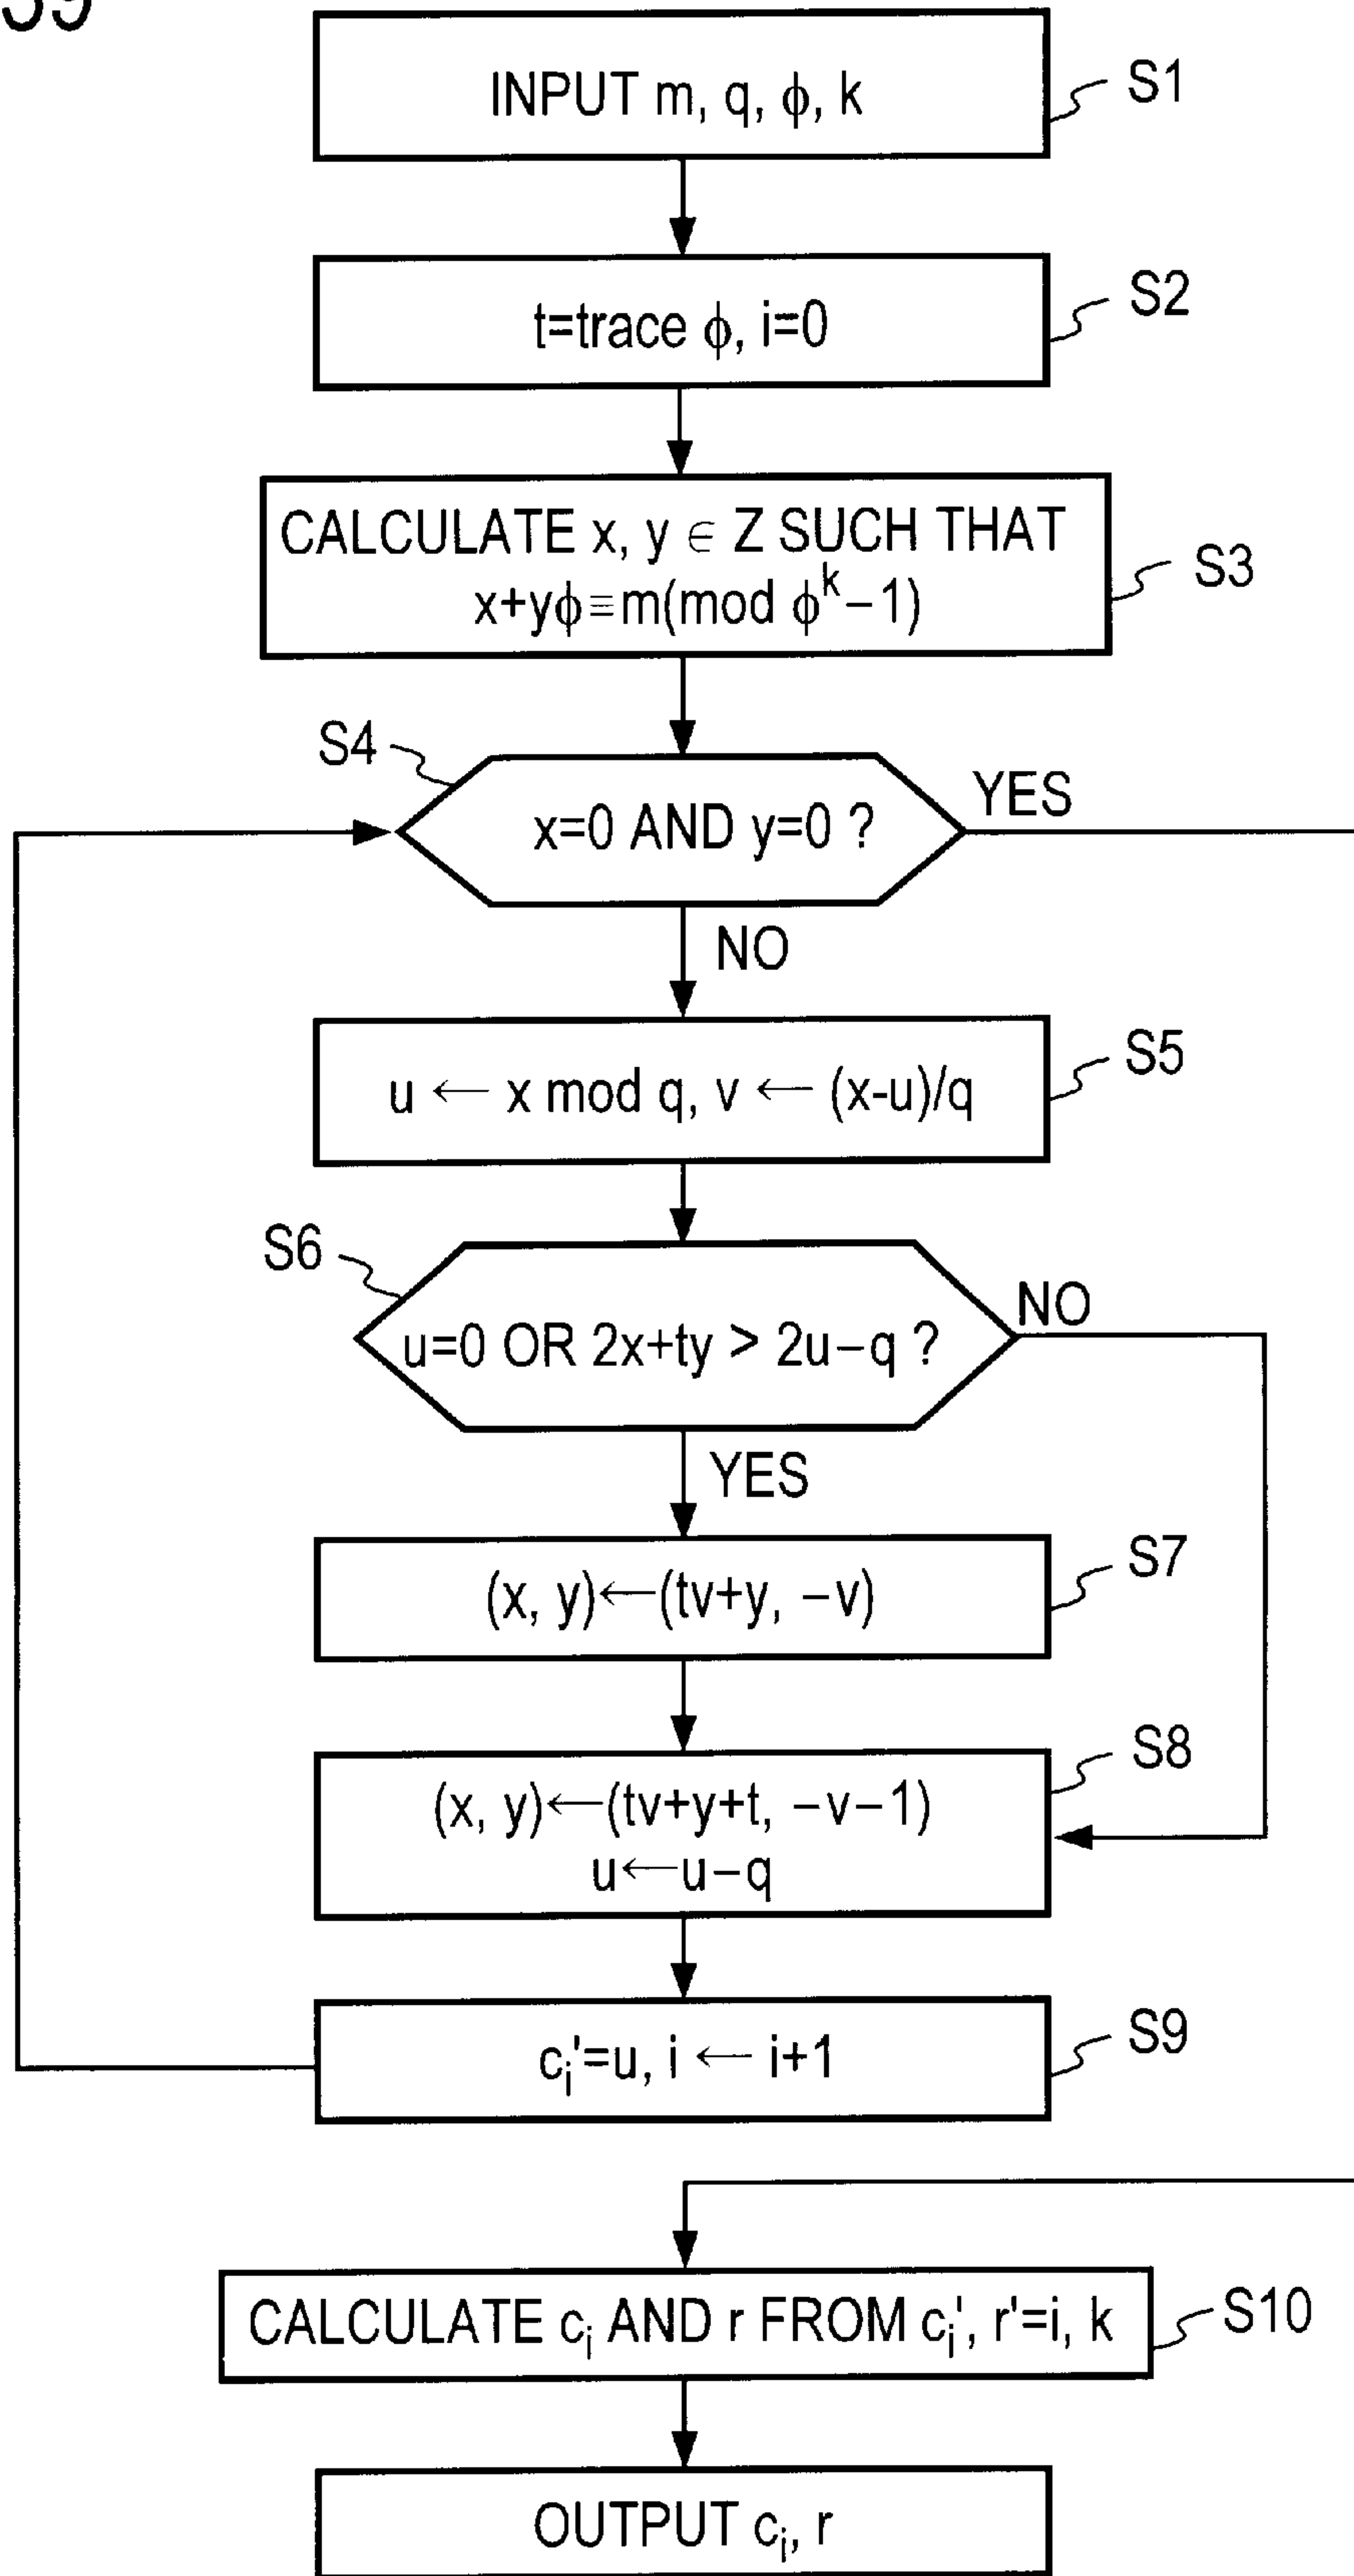 39
INPUT m, q, ϕ, k
S1
t=trace ϕ, i=0
S2
CALCULATE x, y ∈ Z SUCH THAT
x+yϕ≡m(mod ϕ^k−1)
S3
S4
x=0 AND y=0 ?
YES
NO
u ← x mod q, v ← (x-u)/q
S5
S6
u=0 OR 2x+ty > 2u−q ?
NO
YES
(x, y)←(tv+y, −v)
S7
(x, y)←(tv+y+t, −v−1)
u←u−q
S8
c_i'=u, i ← i+1
S9
CALCULATE c_i AND r FROM c_i', r'=i, k
S10
OUTPUT c_i, r